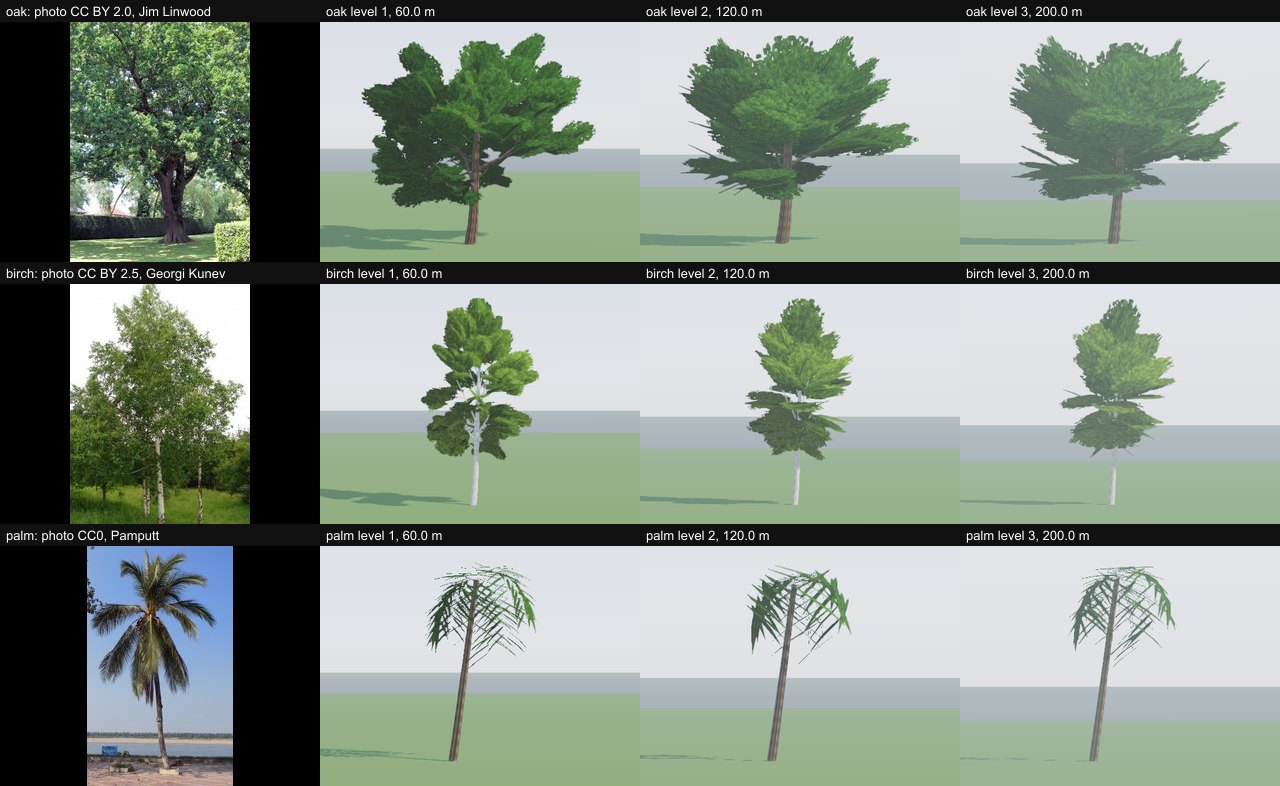 oak: photo CC BY 2.0, Jim Linwood
oak level 1, 60.0 m
oak level 2, 120.0 m
oak level 3, 200.0 m
birch: photo CC BY 2.5, Georgi Kunev
birch level 1, 60.0 m
birch level 2, 120.0 m
birch level 3, 200.0 m
palm: photo CC0, Pamputt
palm level 1, 60.0 m
palm level 2, 120.0 m
palm level 3, 200.0 m